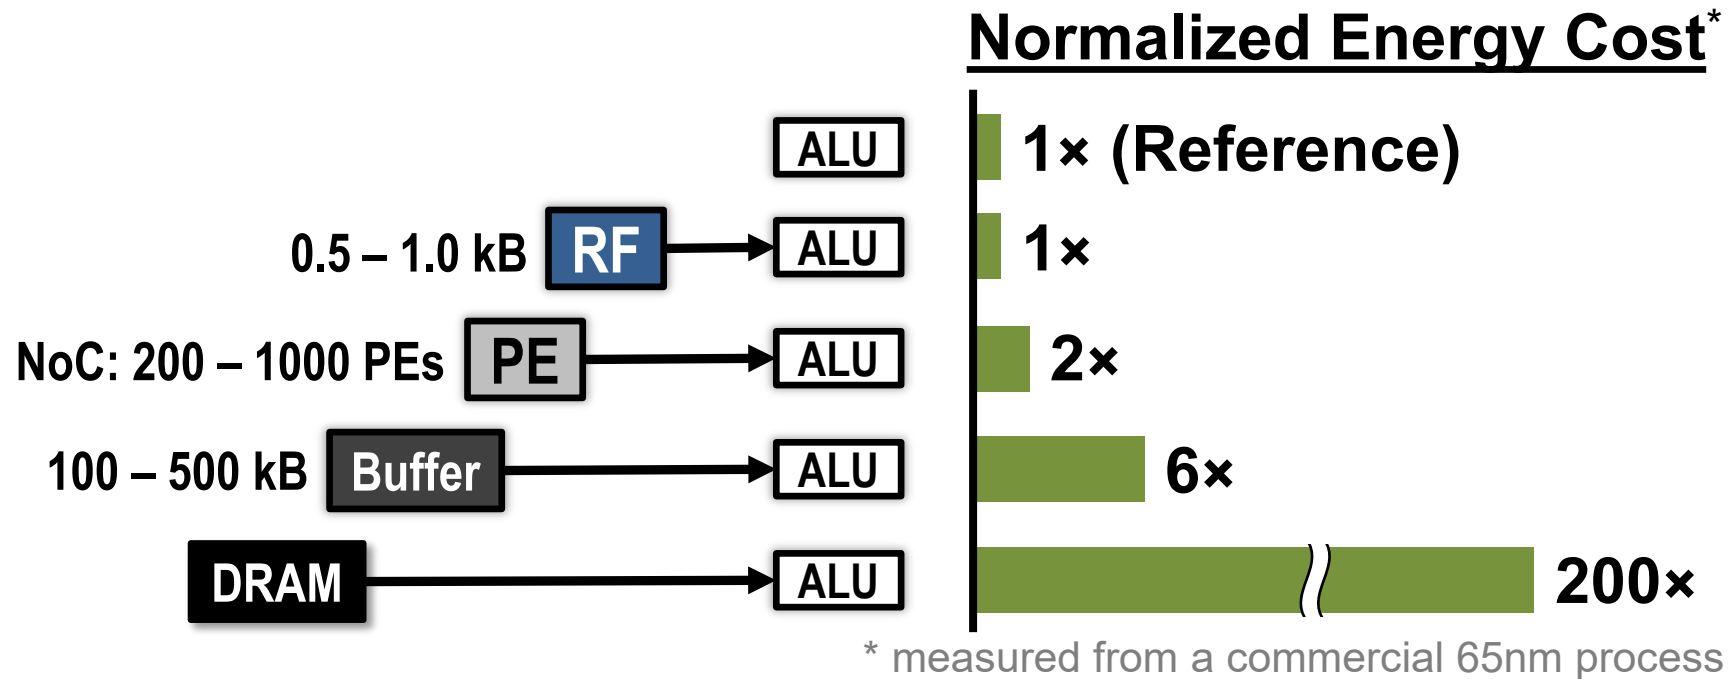 Normalized Energy Cost*
ALU 1× (Reference)
0.5 – 1.0 kB RF ALU 1×
NoC: 200 – 1000 PEs PE ALU 2×
100 – 500 kB Buffer ALU 6×
DRAM ALU 200×
* measured from a commercial 65nm process